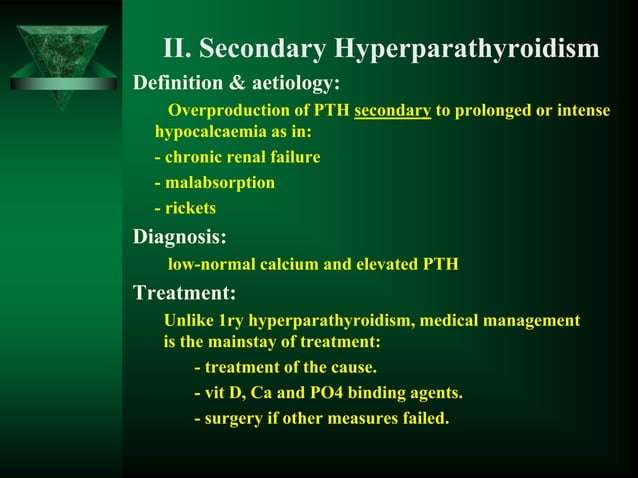 II. Secondary Hyperparathyroidism
Definition & aetiology:
Overproduction of PTH secondary to prolonged or intense
hypocalcaemia as in:
- chronic renal failure
- malabsorption
- rickets
Diagnosis:
low-normal calcium and elevated PTH
Treatment:
Unlike 1ry hyperparathyroidism, medical management
is the mainstay of treatment:
- treatment of the cause.
- vit D, Ca and PO4 binding agents.
- surgery if other measures failed.